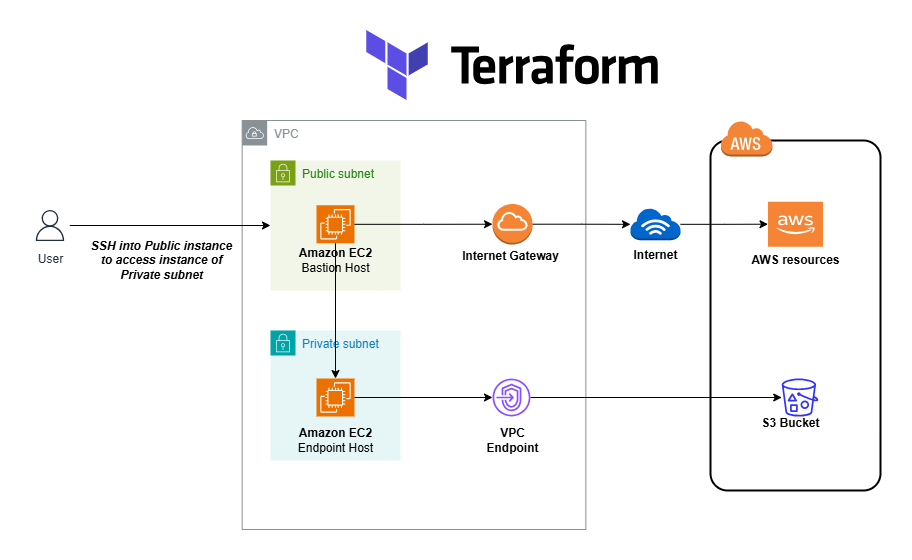 Terraform
VPC
AWS
Public subnet
aws
User
SSH into Public instance
to access instance of
Private subnet
Amazon EC2
Bastion Host
Internet Gateway
Internet
AWS resources
Private subnet
Amazon EC2
Endpoint Host
VPC
Endpoint
S3 Bucket